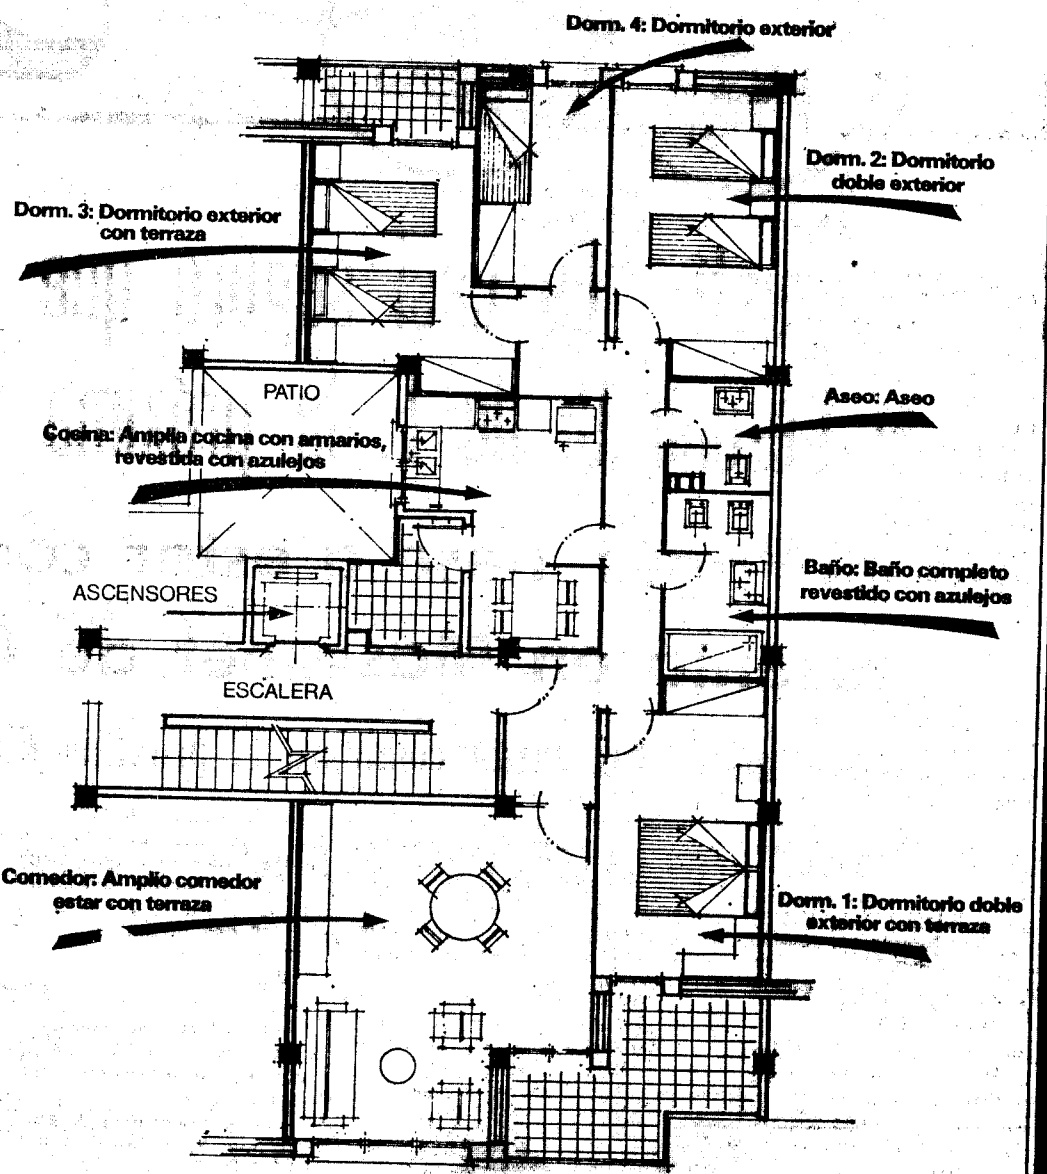 Dorm. 4: Dormitorio exterior
Dorm. 2: Dormitorio
doble exterior
Dorm. 3: Dormitorio exterior
con terraza
PATIO
Aseo: Aseo
Cocina: Amplia cocina con armarios,
revestida con azulejos
ASCENSORES
Baño: Baño completo
revestido con azulejos
ESCALERA
Comedor: Amplio comedor
estar con terraza
Dorm. 1: Dormitorio doble
exterior con terraza